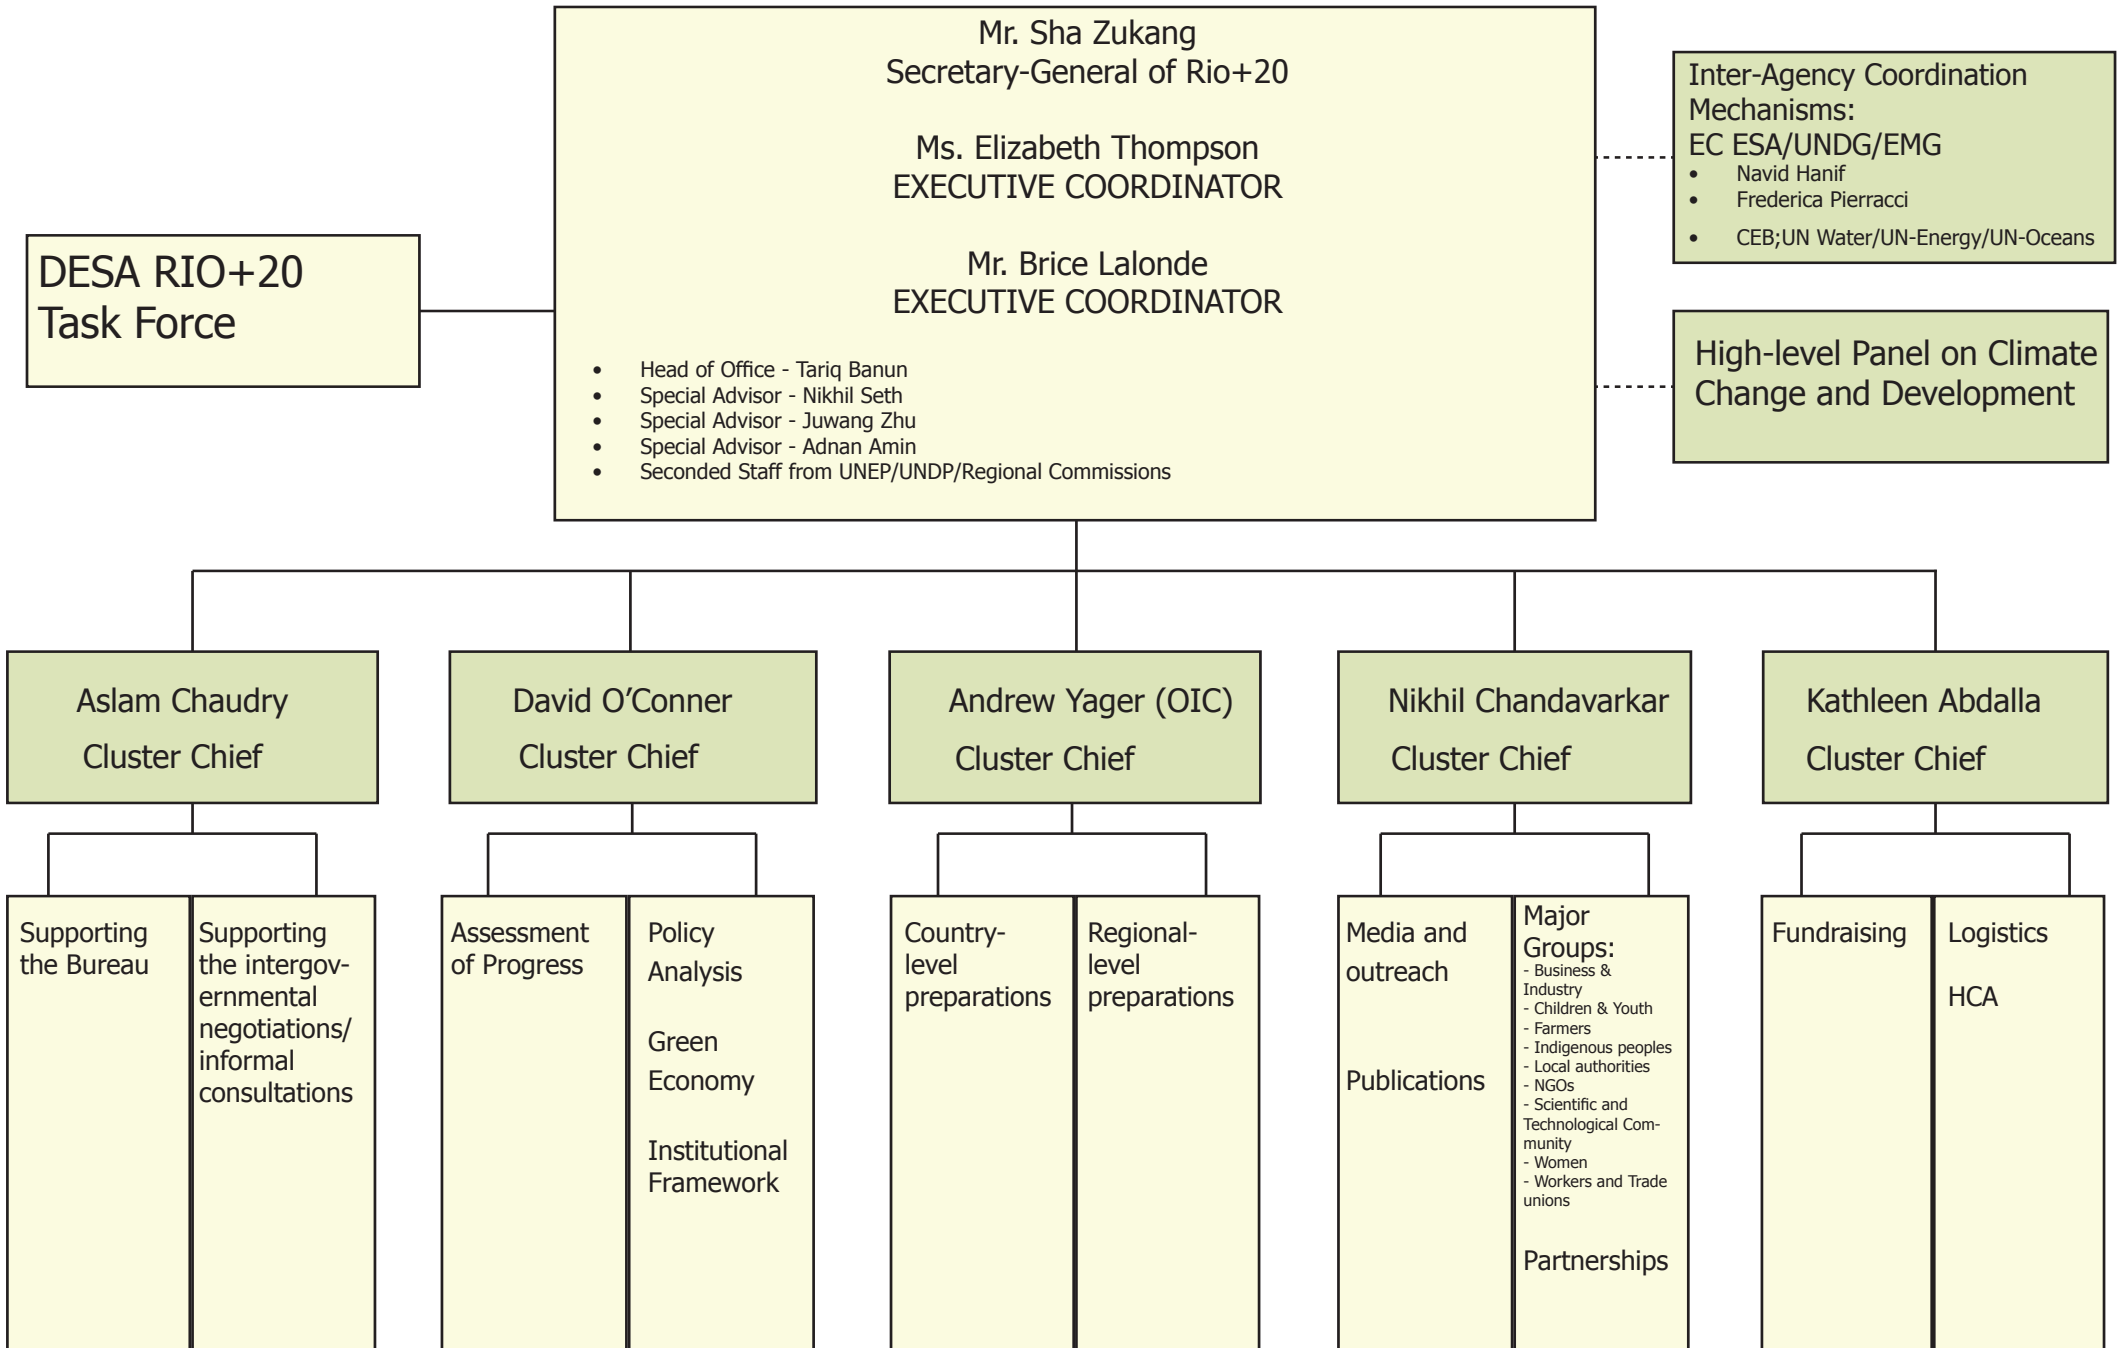 Mr. Sha Zukang
Secretary-General of Rio+20
Ms. Elizabeth Thompson
EXECUTIVE COORDINATOR
Mr. Brice Lalonde
EXECUTIVE COORDINATOR
• Head of Office - Tariq Banun
• Special Advisor - Nikhil Seth
• Special Advisor - Juwang Zhu
• Special Advisor - Adnan Amin
• Seconded Staff from UNEP/UNDP/Regional Commissions
Inter-Agency Coordination
Mechanisms:
EC ESA/UNDG/EMG
• Navid Hanif
• Frederica Pierracci
• CEB;UN Water/UN-Energy/UN-Oceans
DESA RIO+20
Task Force
High-level Panel on Climate
Change and Development
Aslam Chaudry
Cluster Chief
David O’Conner
Cluster Chief
Andrew Yager (OIC)
Cluster Chief
Nikhil Chandavarkar
Cluster Chief
Kathleen Abdalla
Cluster Chief
Supporting
the Bureau
Supporting
the intergov-
ernmental
negotiations/
informal
consultations
Assessment
of Progress
Policy
Analysis
Green
Economy
Institutional
Framework
Country-
level
preparations
Regional-
level
preparations
Media and
outreach
Publications
Major
Groups:
- Business &
Industry
- Children & Youth
- Farmers
- Indigenous peoples
- Local authorities
- NGOs
- Scientific and
Technological Com-
munity
- Women
- Workers and Trade
unions
Partnerships
Fundraising
Logistics
HCA